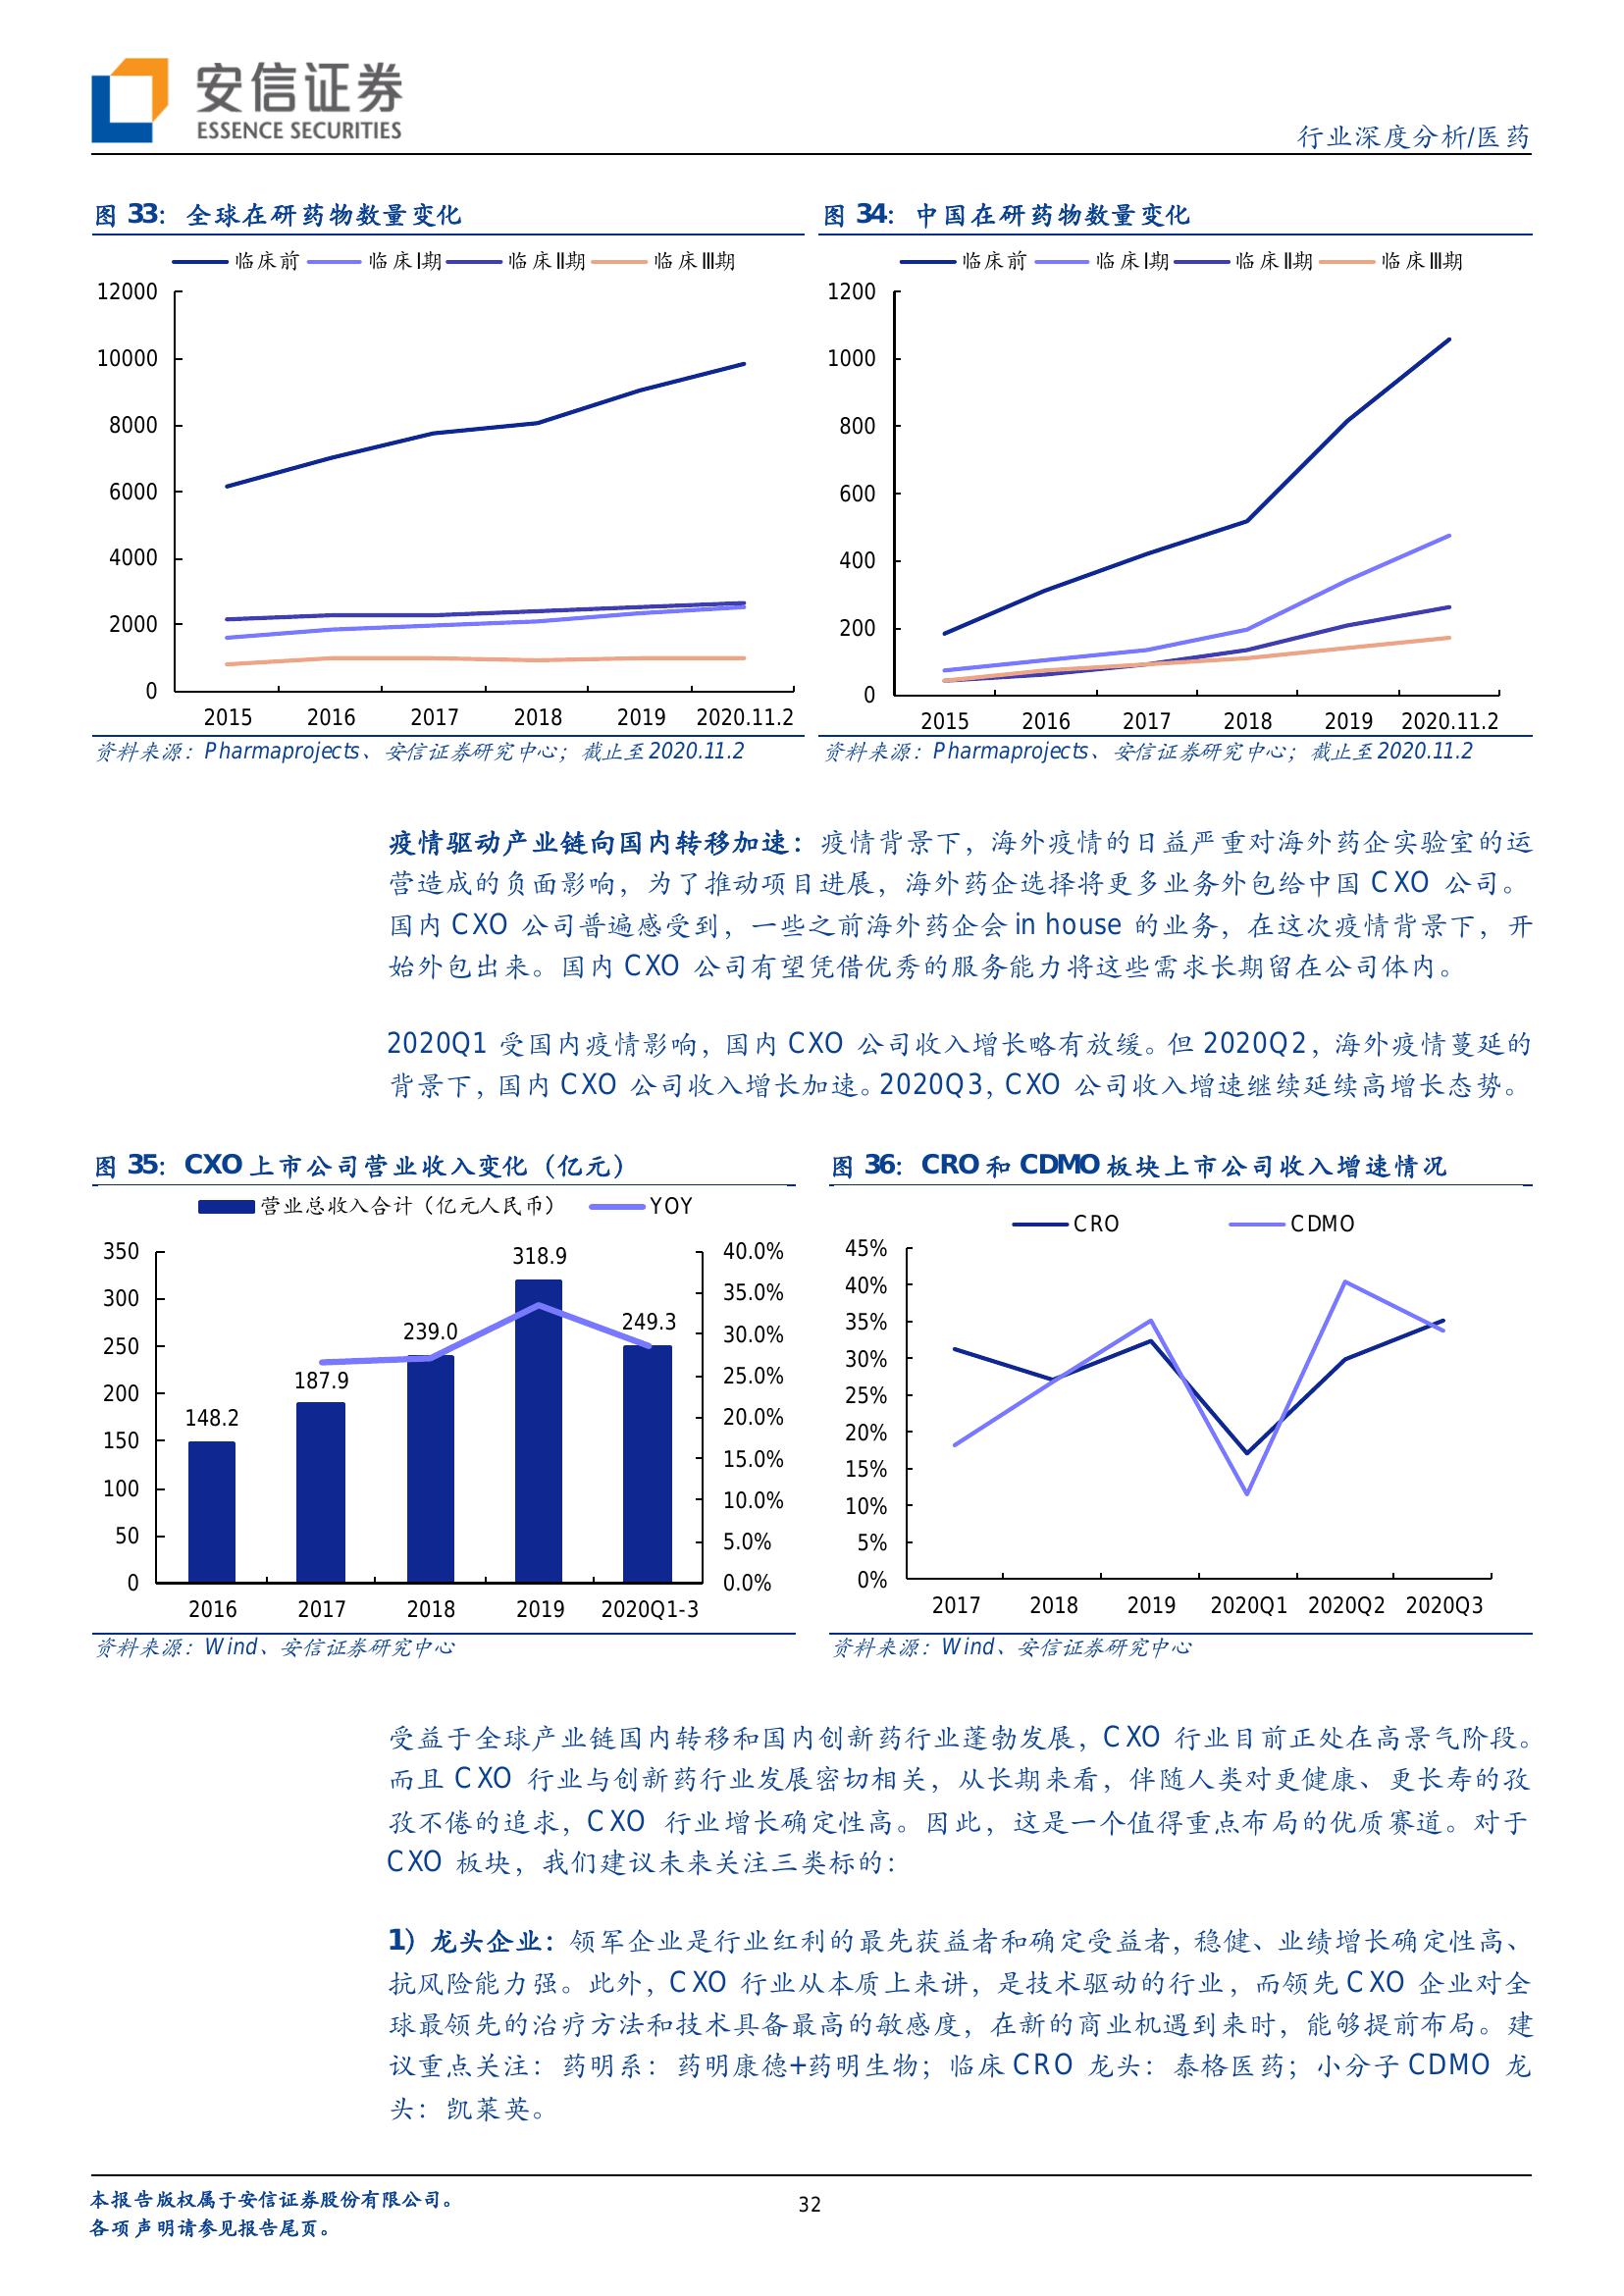 安信证券
ESSENCE SECURITIES
行业深度分析/医药
图 33：全球在研药物数量变化
临床前 临床Ⅰ期 临床Ⅱ期 临床Ⅲ期
12000
10000
8000
6000
4000
2000
0
2015 2016 2017 2018 2019 2020.11.2
资料来源：Pharmaprojects、安信证券研究中心；截止至2020.11.2
图 34：中国在研药物数量变化
临床前 临床Ⅰ期 临床Ⅱ期 临床Ⅲ期
1200
1000
800
600
400
200
0
2015 2016 2017 2018 2019 2020.11.2
资料来源：Pharmaprojects、安信证券研究中心；截止至2020.11.2
疫情驱动产业链向国内转移加速：疫情背景下，海外疫情的日益严重对海外药企实验室的运
营造成的负面影响，为了推动项目进展，海外药企选择将更多业务外包给中国 CXO 公司。
国内 CXO 公司普遍感受到，一些之前海外药企会 in house 的业务，在这次疫情背景下，开
始外包出来。国内 CXO 公司有望凭借优秀的服务能力将这些需求长期留在公司体内。
2020Q1 受国内疫情影响，国内 CXO 公司收入增长略有放缓。但 2020Q2，海外疫情蔓延的
背景下，国内 CXO 公司收入增长加速。2020Q3，CXO 公司收入增速继续延续高增长态势。
图 35：CXO 上市公司营业收入变化（亿元）
营业总收入合计（亿元人民币） YOY
350
300
250
200
150
100
50
0
148.2
187.9
239.0
318.9
249.3
40.0%
35.0%
30.0%
25.0%
20.0%
15.0%
10.0%
5.0%
0.0%
2016 2017 2018 2019 2020Q1-3
资料来源：Wind、安信证券研究中心
图 36：CRO 和 CDMO 板块上市公司收入增速情况
CRO CDMO
45%
40%
35%
30%
25%
20%
15%
10%
5%
0%
2017 2018 2019 2020Q1 2020Q2 2020Q3
资料来源：Wind、安信证券研究中心
受益于全球产业链国内转移和国内创新药行业蓬勃发展，CXO 行业目前正处在高景气阶段。
而且 CXO 行业与创新药行业发展密切相关，从长期来看，伴随人类对更健康、更长寿的孜
孜不倦的追求，CXO 行业增长确定性高。因此，这是一个值得重点布局的优质赛道。对于
CXO 板块，我们建议未来关注三类标的：
1）龙头企业：领军企业是行业红利的最先获益者和确定受益者，稳健、业绩增长确定性高、
抗风险能力强。此外，CXO 行业从本质上来讲，是技术驱动的行业，而领先 CXO 企业对全
球最领先的治疗方法和技术具备最高的敏感度，在新的商业机遇到来时，能够提前布局。建
议重点关注：药明系：药明康德+药明生物；临床 CRO 龙头：泰格医药；小分子 CDMO 龙
头：凯莱英。
本报告版权属于安信证券股份有限公司。
各项声明请参见报告尾页。
32